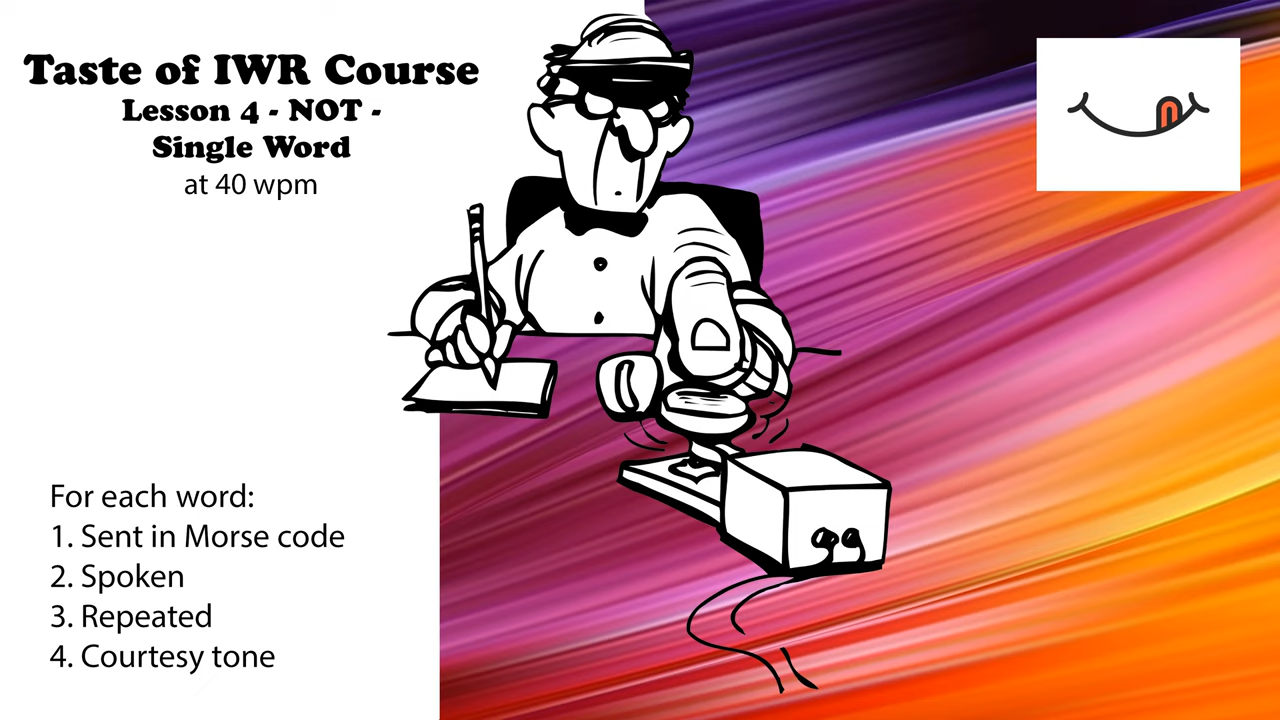 Taste of IWR Course
Lesson 4 - NOT -
Single Word
at 40 wpm
For each word:
1. Sent in Morse code
2. Spoken
3. Repeated
4. Courtesy tone